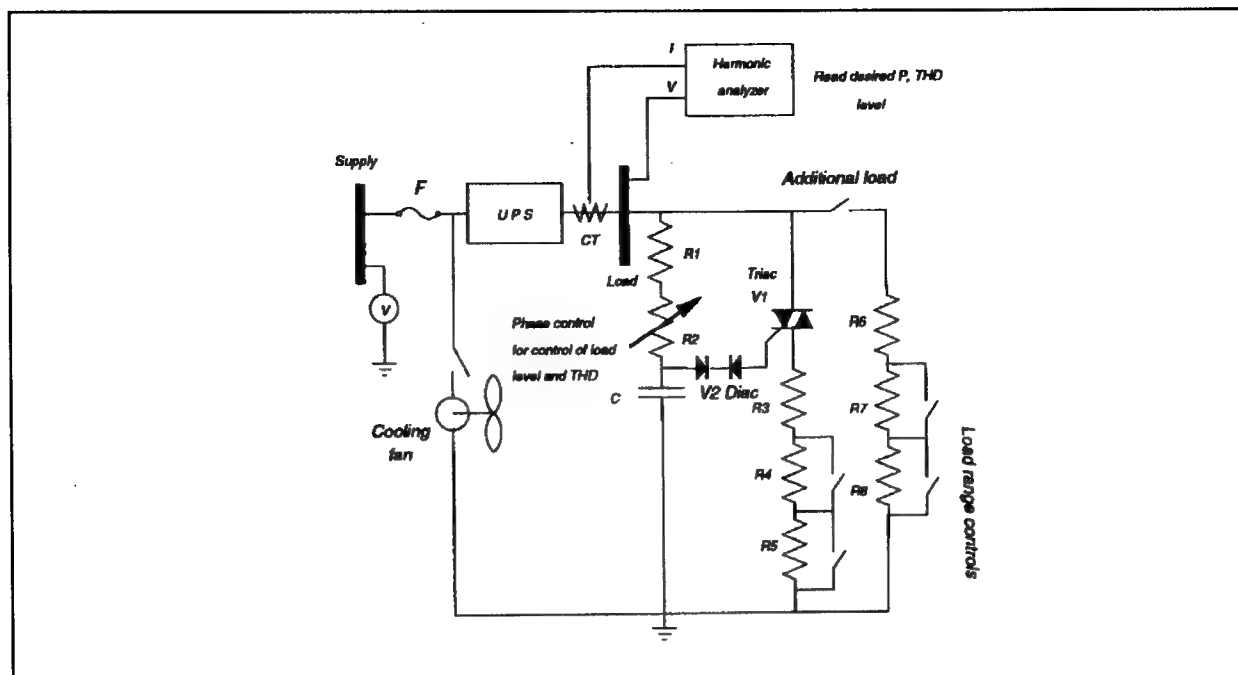 I
Harmonic
analyzer
V
Read desired P, THD
level
Supply
F
UPS
CT
Load
Additional load
R1
Triac
V1
R2
Phase control
for control of load
level and THD
C
V2 Diac
V
Cooling
fan
R3
R4
R5
R6
R7
R8
Load range controls